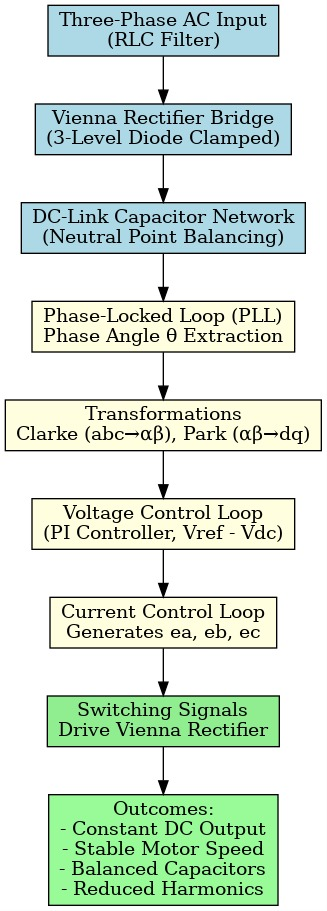 Three-Phase AC Input
(RLC Filter)
Vienna Rectifier Bridge
(3-Level Diode Clamped)
DC-Link Capacitor Network
(Neutral Point Balancing)
Phase-Locked Loop (PLL)
Phase Angle θ Extraction
Transformations
Clarke (abc→αβ), Park (αβ→dq)
Voltage Control Loop
(PI Controller, Vref - Vdc)
Current Control Loop
Generates ea, eb, ec
Switching Signals
Drive Vienna Rectifier
Outcomes:
- Constant DC Output
- Stable Motor Speed
- Balanced Capacitors
- Reduced Harmonics